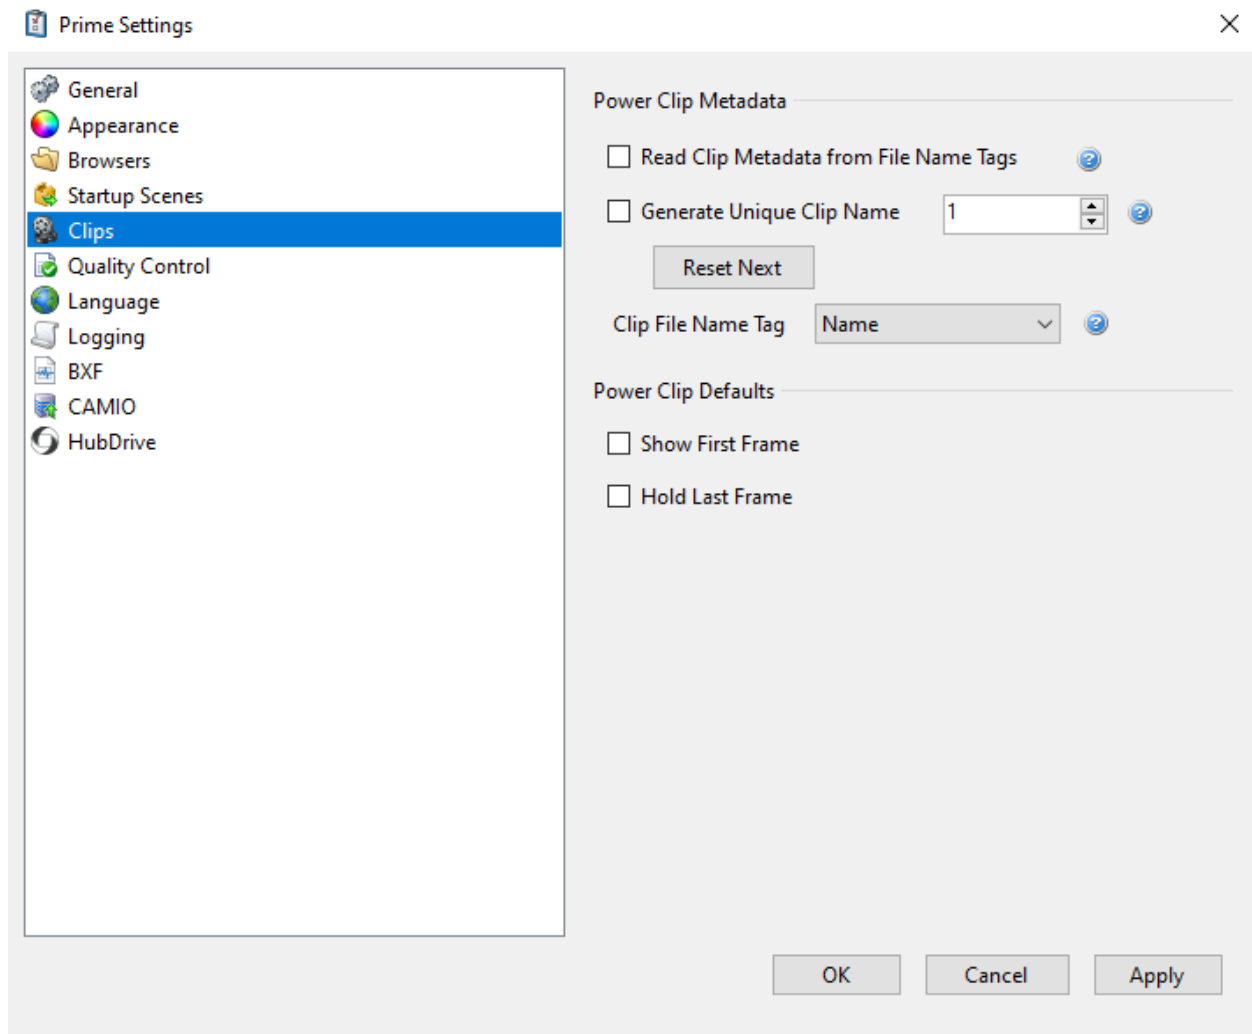 Prime Settings
General
Appearance
Browsers
Startup Scenes
Clips
Quality Control
Language
Logging
BXF
CAMIO
HubDrive
Power Clip Metadata
Read Clip Metadata from File Name Tags
Generate Unique Clip Name 1
Reset Next
Clip File Name Tag Name
Power Clip Defaults
Show First Frame
Hold Last Frame
OK Cancel Apply